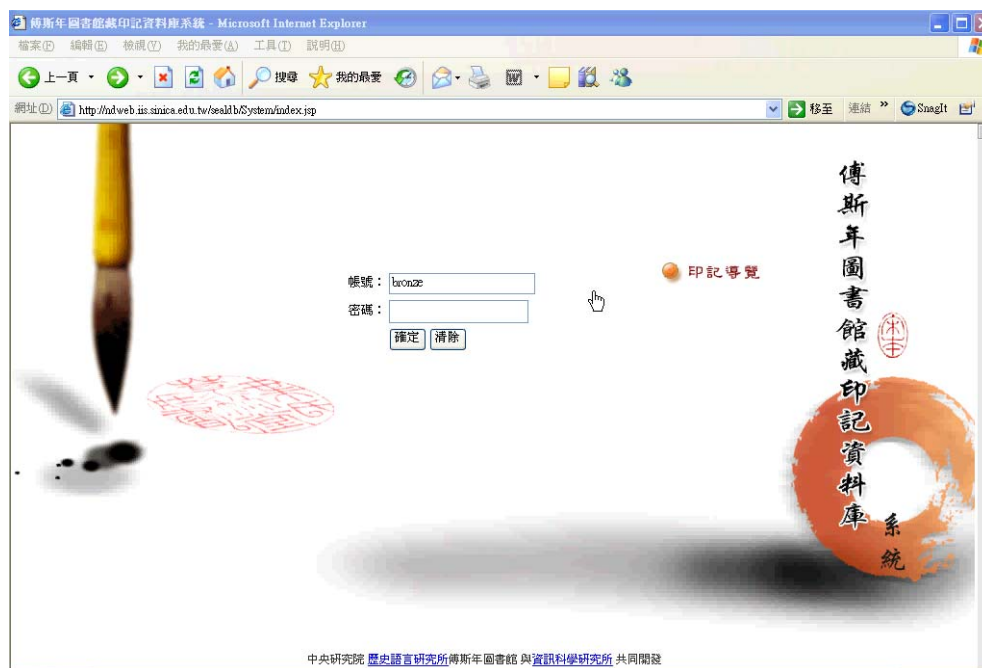 傅斯年圖書館藏印記資料庫系統 - Microsoft Internet Explorer
檔案(F) 編輯(E) 檢視(V) 我的最愛(A) 工具(T) 說明(H)
上一頁 搜尋 我的最愛
網址(D) http://ndweb.iis.sinica.edu.tw/sealdb/System/index.jsp 移至 連結 » SnagIt
帳號：bronze
密碼：
確定 清除
印記導覽
傅斯年圖書館藏印記資料庫
系統
中央研究院 歷史語言研究所傅斯年圖書館 與資訊科學研究所 共同開發